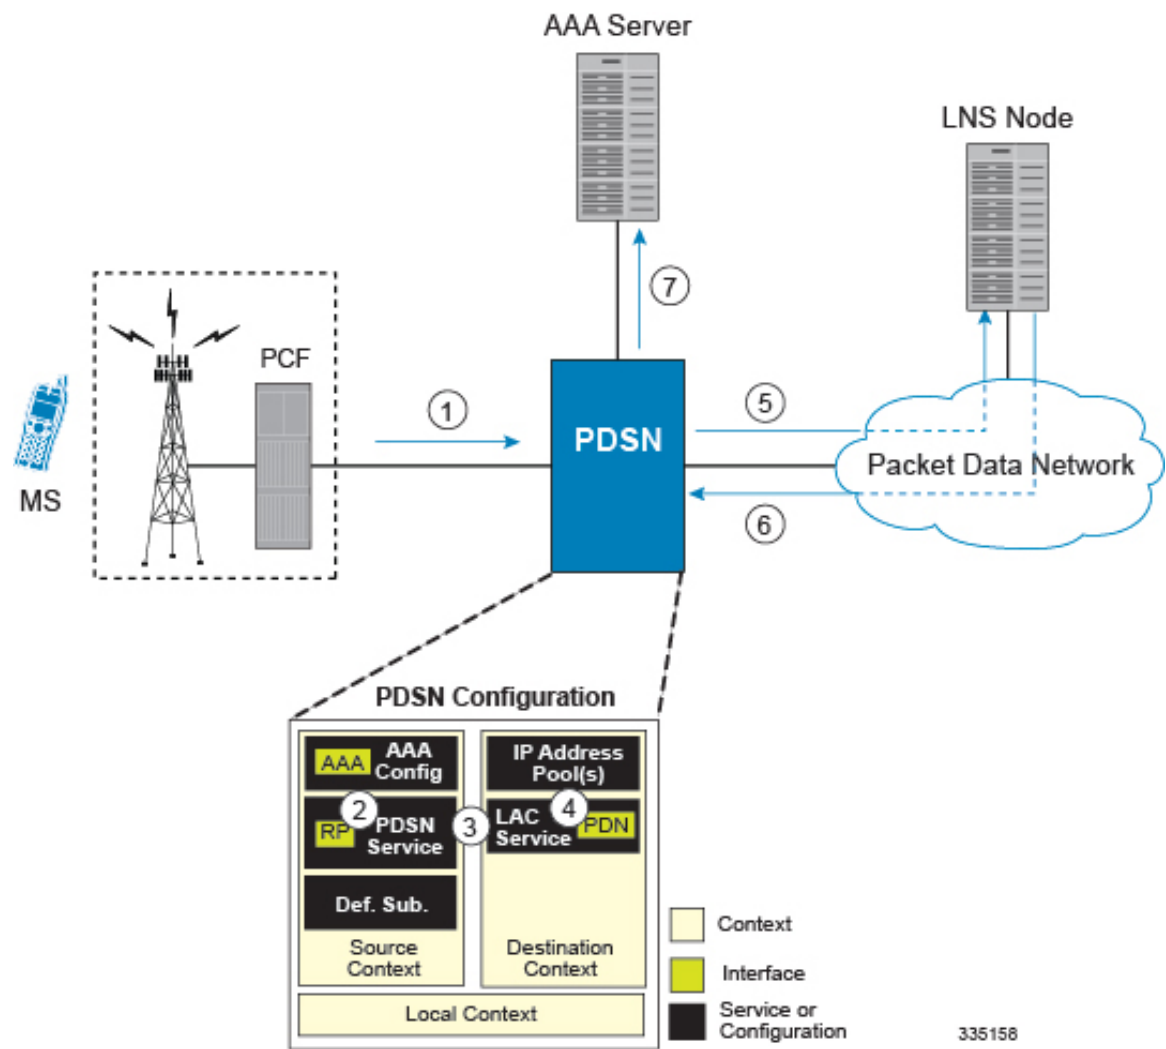 AAA Server
LNS Node
7
PCF
1
5
PDSN
Packet Data Network
MS
6
PDSN Configuration
AAA
AAA
Config
IP Address
Pool(s)
2
3
4
RP
PDSN
Service
LAC
Service
PDN
Def. Sub.
Source
Context
Destination
Context
Local Context
Context
Interface
Service or
Configuration
335158